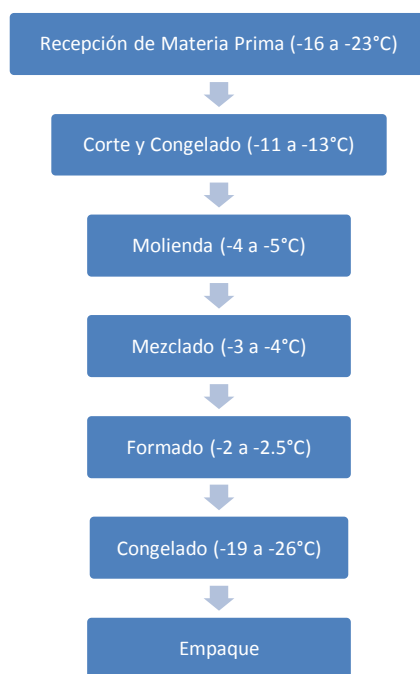 Recepción de Materia Prima (-16 a -23°C)
Corte y Congelado (-11 a -13°C)
Molienda (-4 a -5°C)
Mezclado (-3 a -4°C)
Formado (-2 a -2.5°C)
Congelado (-19 a -26°C)
Empaque